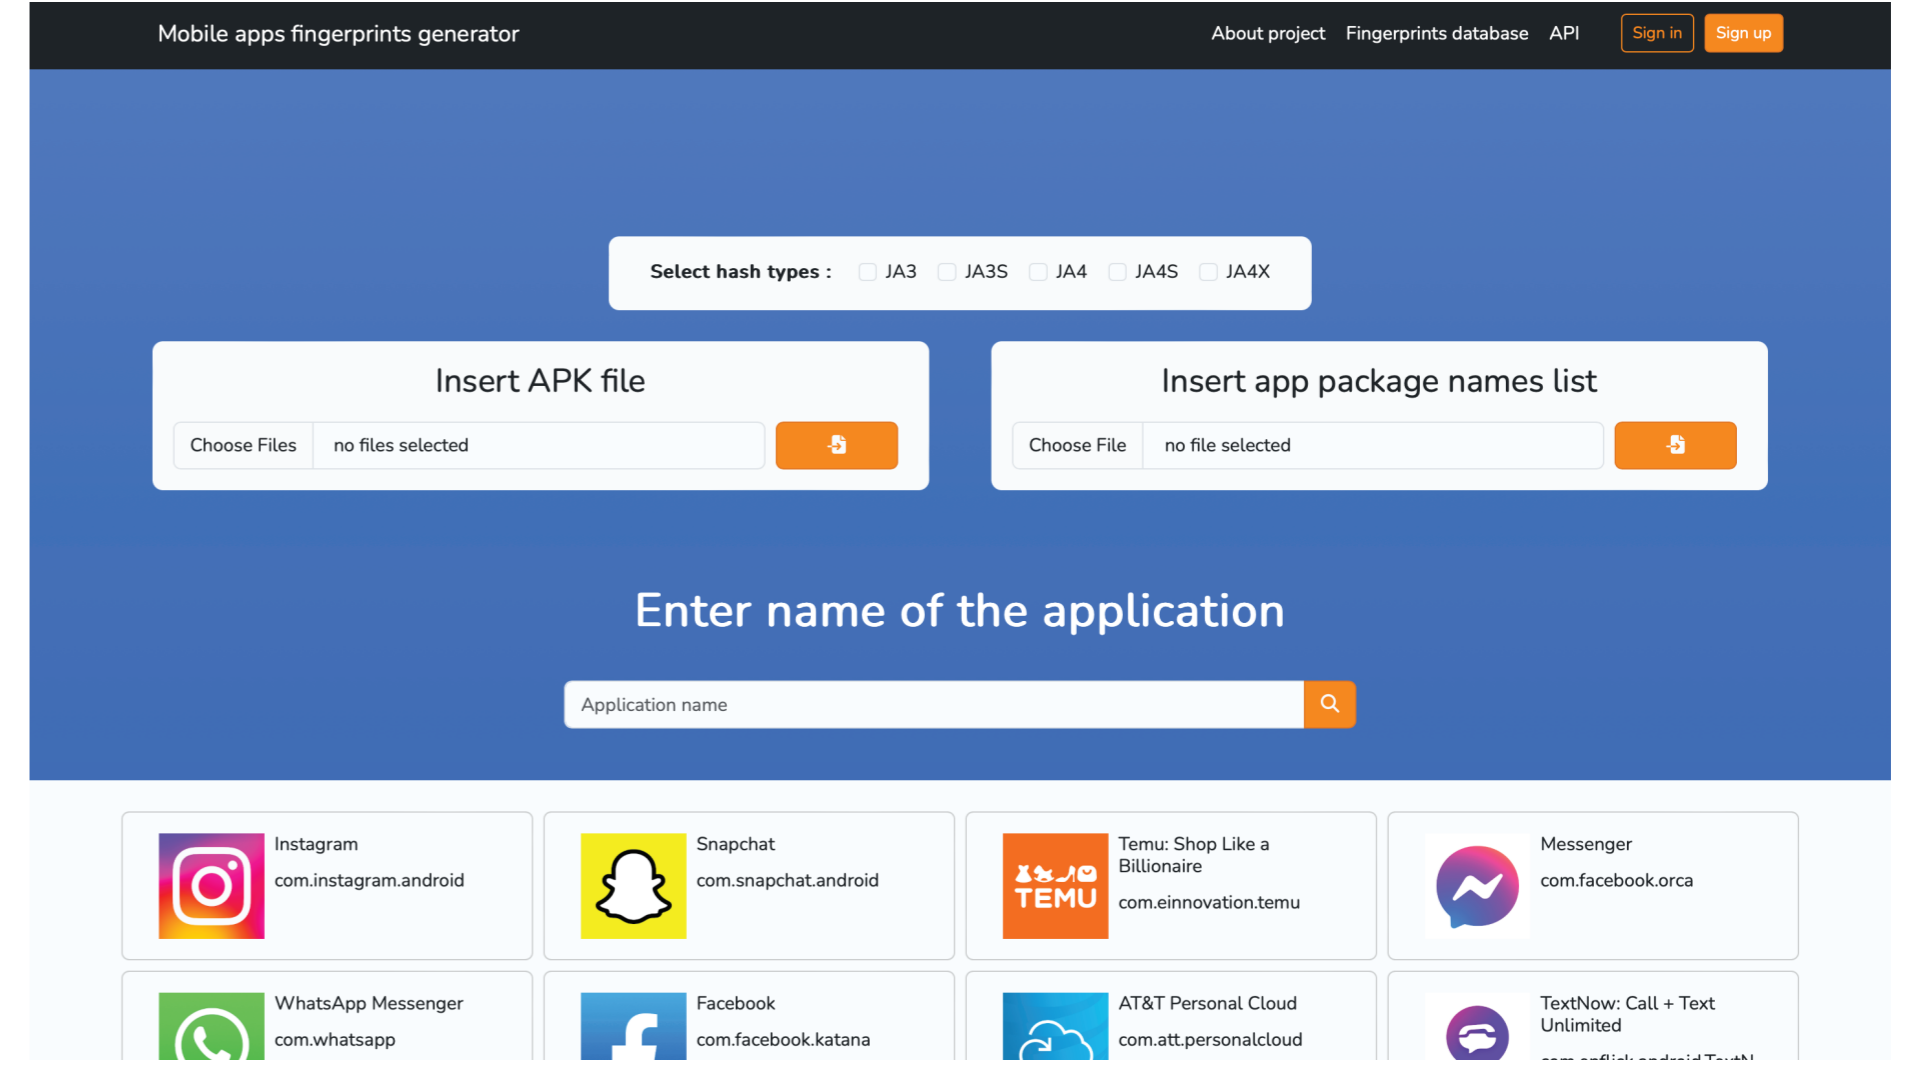 Mobile apps fingerprints generator
About project Fingerprints database API Sign in Sign up
Select hash types : JA3 JA3S JA4 JA4S JA4X
Insert APK file
Choose Files no files selected
Insert app package names list
Choose File no file selected
Enter name of the application
Application name
Instagram
com.instagram.android
Snapchat
com.snapchat.android
TEMU
Temu: Shop Like a
Billionaire
com.einnovation.temu
Messenger
com.facebook.orca
WhatsApp Messenger
com.whatsapp
Facebook
com.facebook.katana
AT&T Personal Cloud
com.att.personalcloud
TextNow: Call + Text
Unlimited